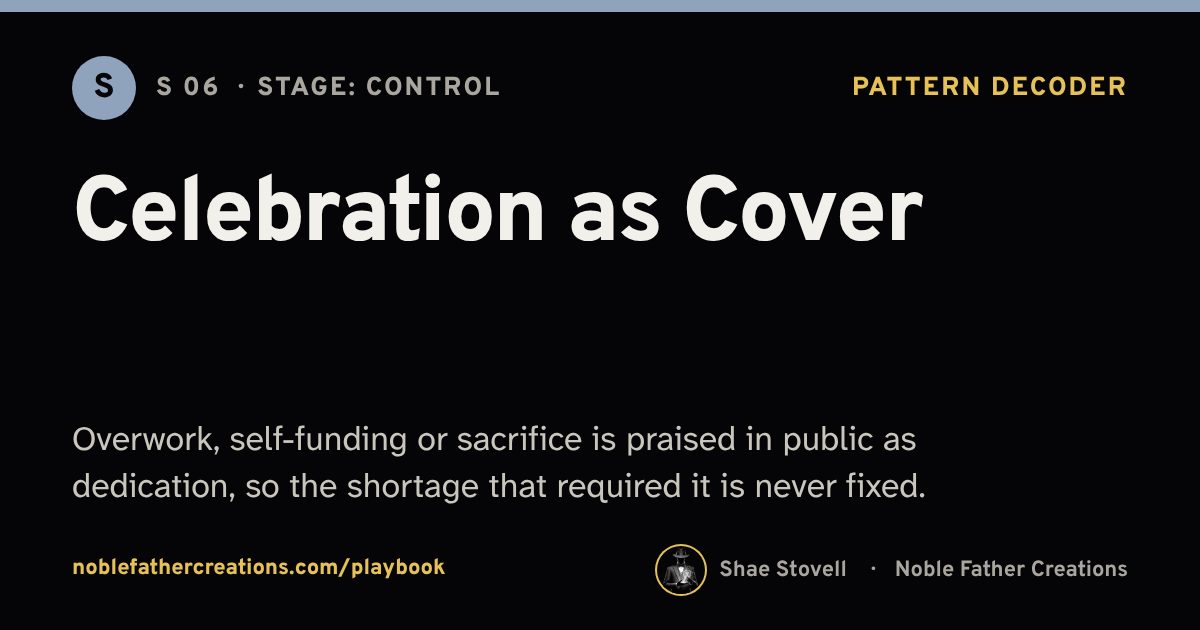 S
S 06 · STAGE: CONTROL
PATTERN DECODER
Celebration as Cover
Overwork, self-funding or sacrifice is praised in public as
dedication, so the shortage that required it is never fixed.
noblefathercreations.com/playbook
Shae Stovell · Noble Father Creations